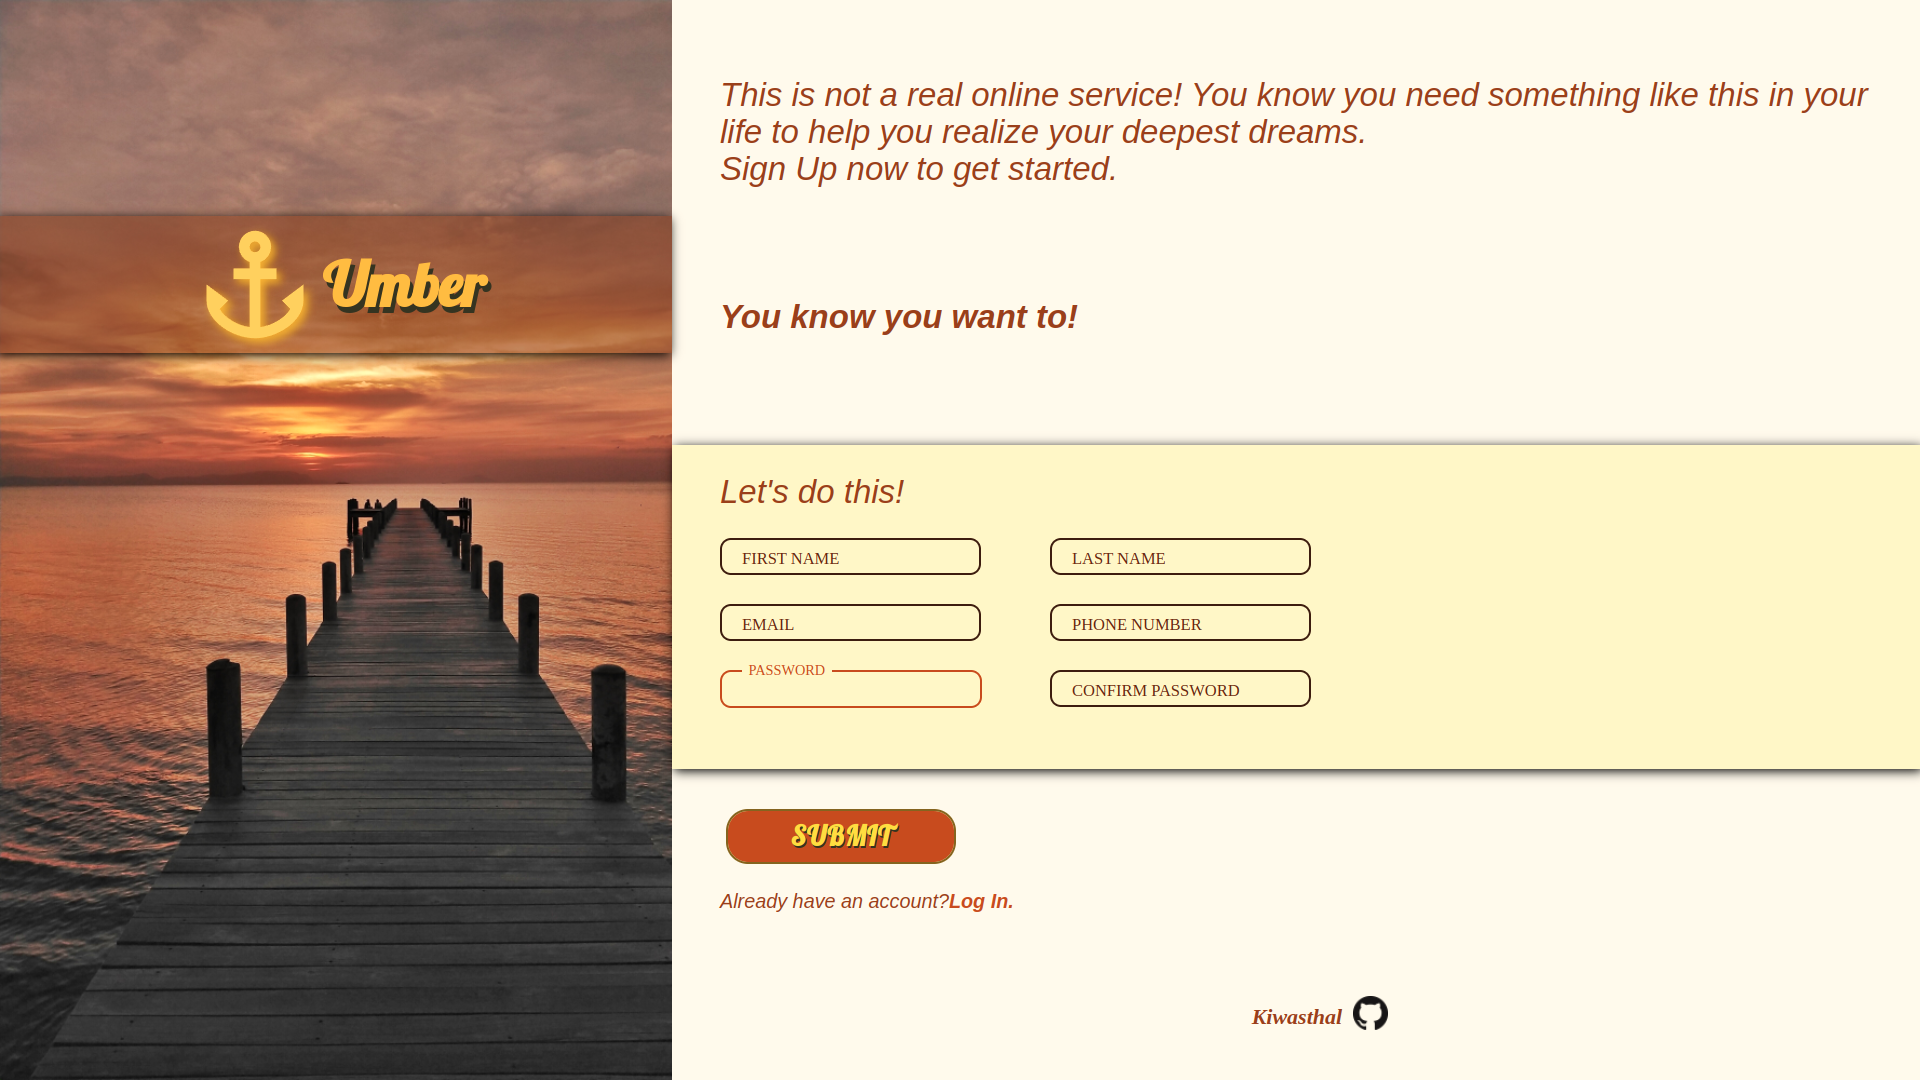 Umber
This is not a real online service! You know you need something like this in your
life to help you realize your deepest dreams.
Sign Up now to get started.
You know you want to!
Let's do this!
FIRST NAME
LAST NAME
EMAIL
PHONE NUMBER
PASSWORD
CONFIRM PASSWORD
SUBMIT
Already have an account?Log In.
Kiwasthal